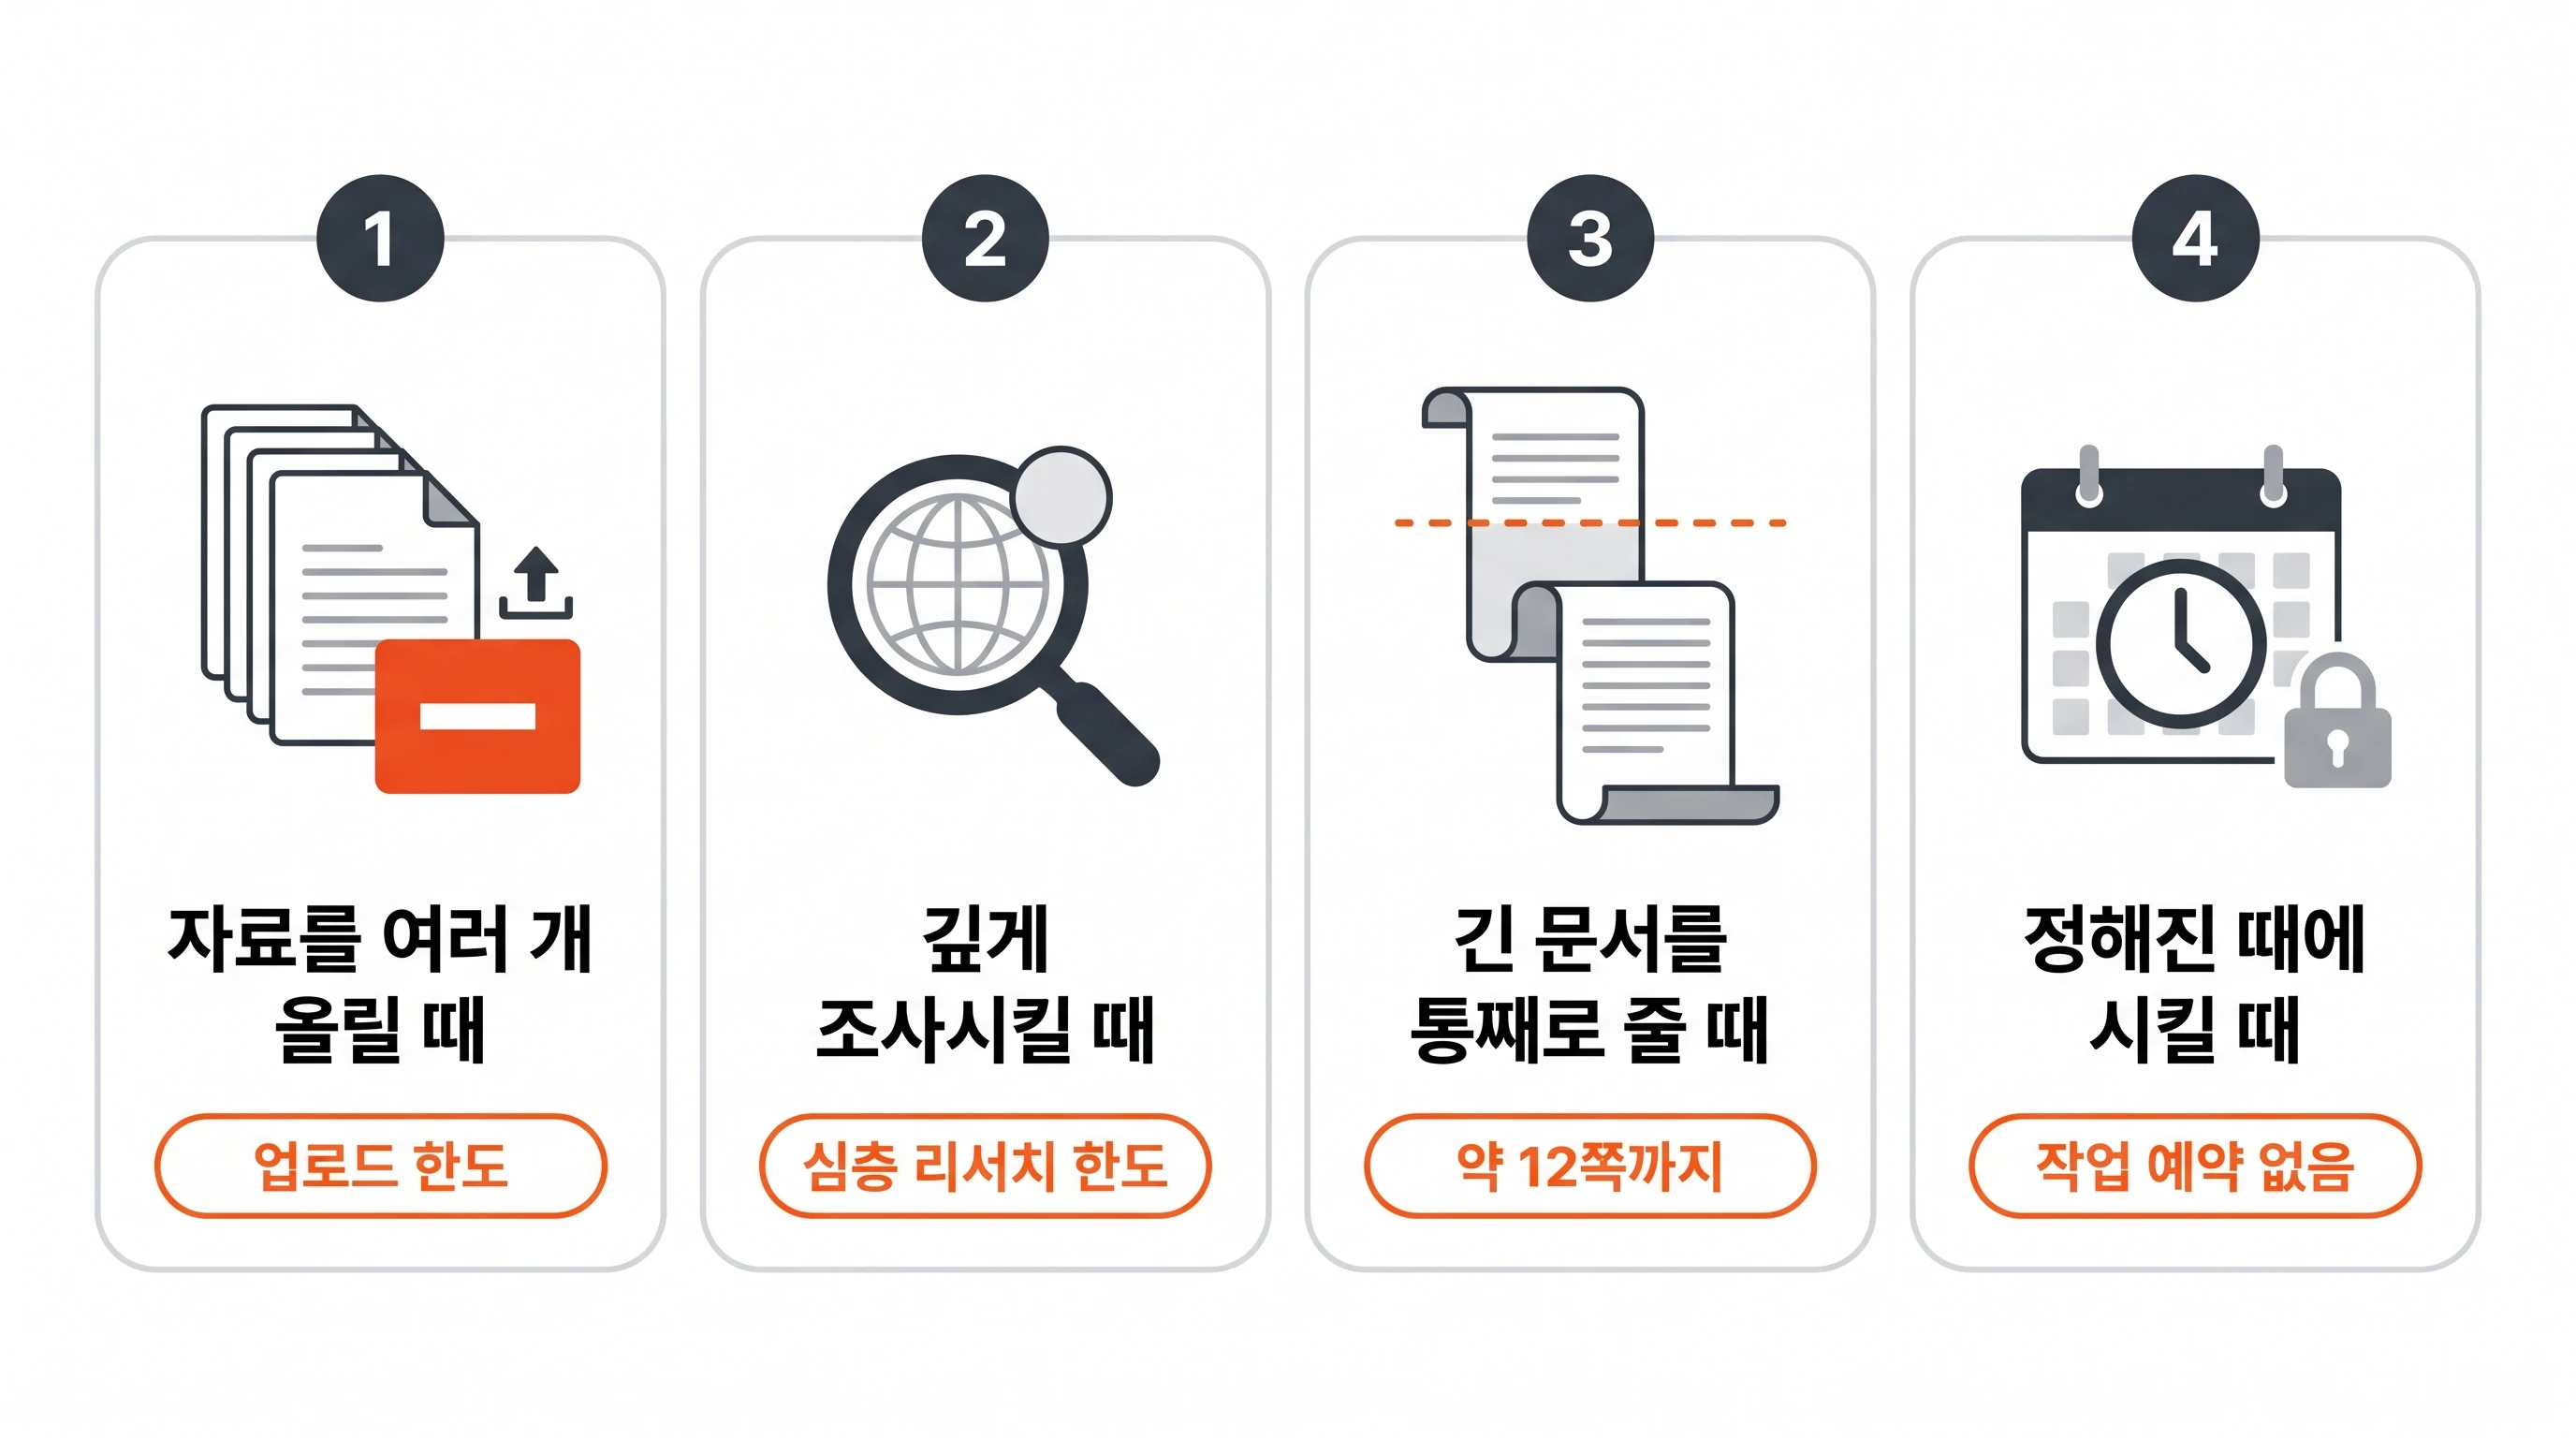 1
자료를 여러 개
올릴 때
업로드 한도
2
깊게
조사시킬 때
심층 리서치 한도
3
긴 문서를
통째로 줄 때
약 12쪽까지
4
정해진 때에
시킬 때
작업 예약 없음